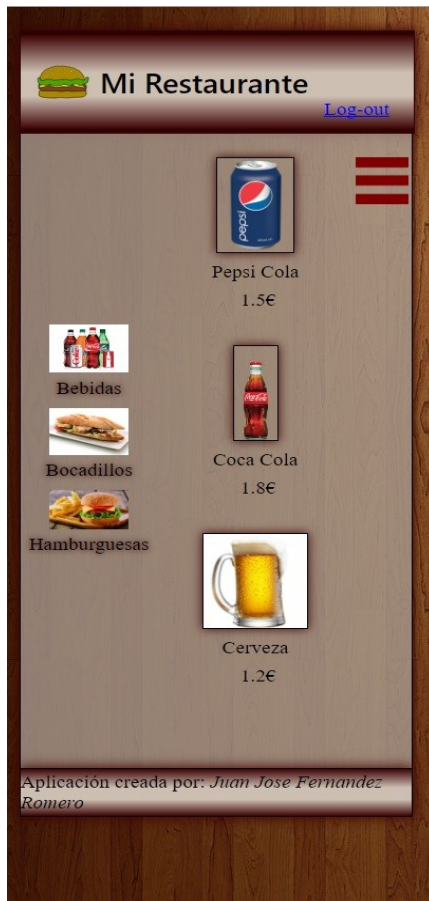 Mi Restaurante
Log-out
pepsi
Pepsi Cola
1.5€
Bebidas
Bocadillos
Hamburguesas
Coca Cola
1.8€
Cerveza
1.2€
Aplicación creada por: Juan Jose Fernandez
Romero